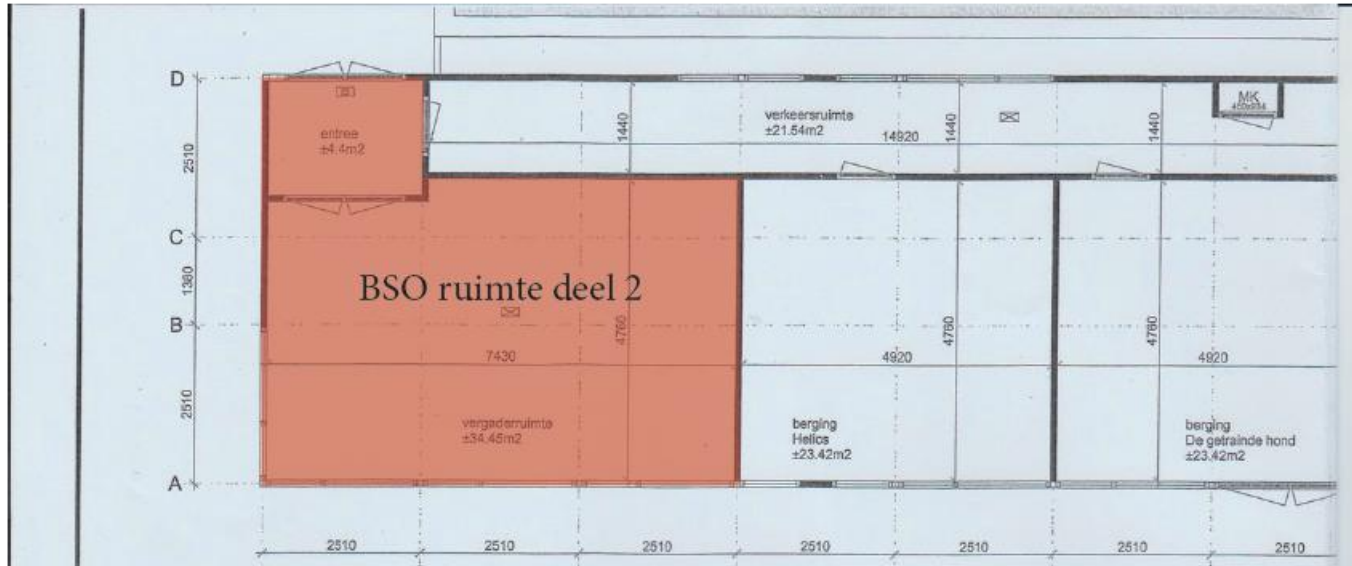 D
MK
400x984
entree
±4.4m2
verkeersruimte
±21.54m2
14920
1440
1440
1440
2510
C
1380
BSO ruimte deel 2
B
4760
4760
4760
7430
4920
4920
2510
vergaderruimte
±34.45m2
berging
Helios
±23.42m2
berging
De getrainde hond
±23.42m2
A
2510
2510
2510
2510
2510
2510
2510